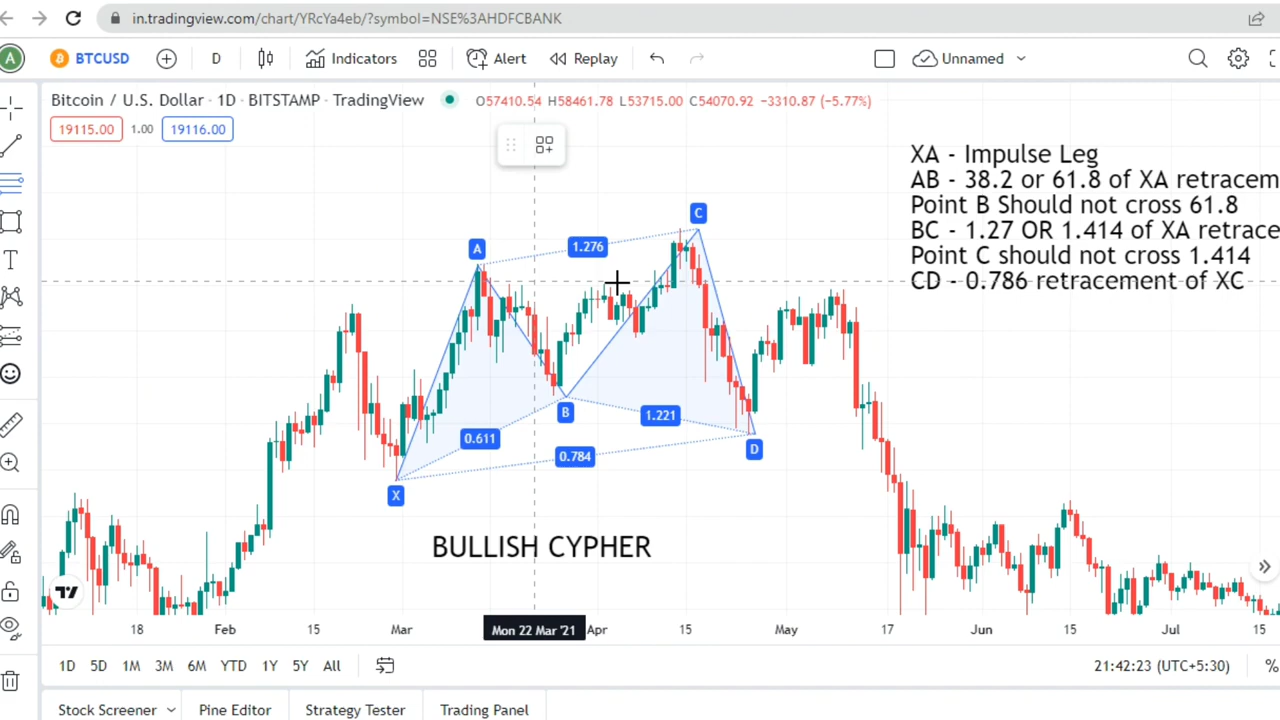 in.tradingview.com/chart/YRcYa4eb/?symbol=NSE%3AHDFCBANK
A BTCUSD D Indicators Alert Replay Unnamed
Bitcoin / U.S. Dollar · 1D · BITSTAMP · TradingView O57410.54 H58461.78 L53715.00 C54070.92 −3310.87 (−5.77%)
19115.00 1.00 19116.00
XA - Impulse Leg
AB - 38.2 or 61.8 of XA retracem
Point B Should not cross 61.8
BC - 1.27 OR 1.414 of XA retrace
Point C should not cross 1.414
CD - 0.786 retracement of XC
C
A
1.276
B
1.221
0.611
D
0.784
X
BULLISH CYPHER
18 Feb 15 Mar Mon 22 Mar '21 Apr 15 May 17 Jun 15 Jul 15
1D 5D 1M 3M 6M YTD 1Y 5Y All 21:42:23 (UTC+5:30) %
Stock Screener Pine Editor Strategy Tester Trading Panel